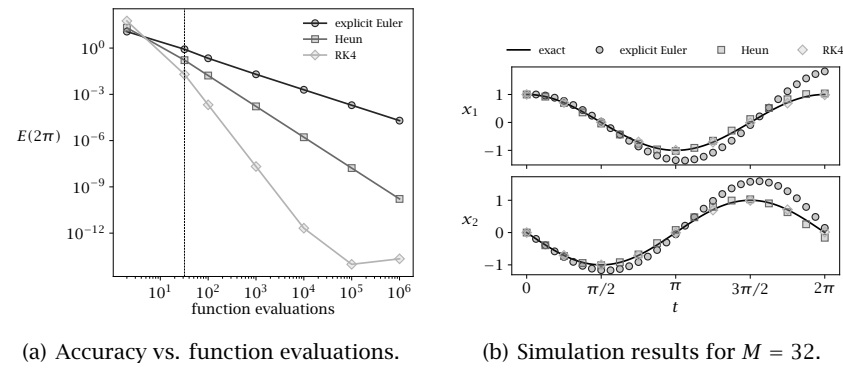 explicit Euler
Heun
RK4
10^0
10^-3
10^-6
10^-9
10^-12
E(2π)
10^1 10^2 10^3 10^4 10^5 10^6
function evaluations
(a) Accuracy vs. function evaluations.
exact explicit Euler Heun RK4
x_1
1
0
−1
x_2
1
0
−1
0 π/2 π 3π/2 2π
t
(b) Simulation results for M = 32.